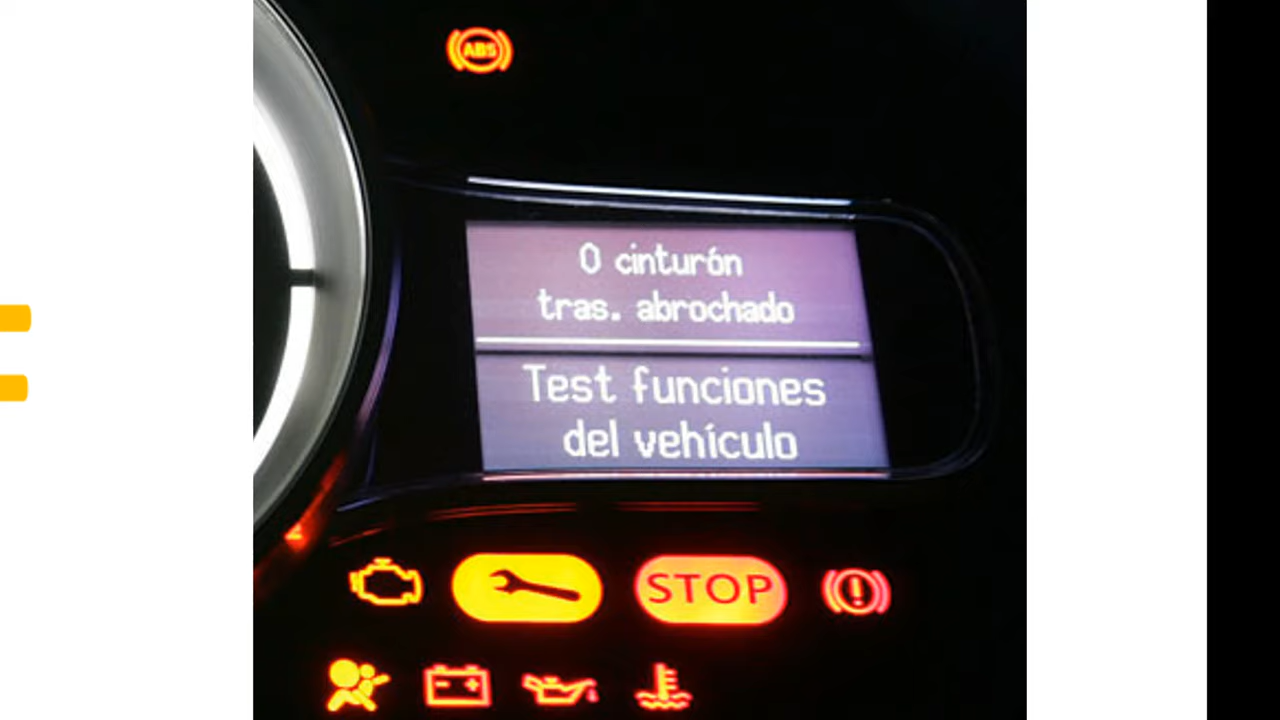 ABS
0 cinturón
tras. abrochado
Test funciones
del vehículo
STOP